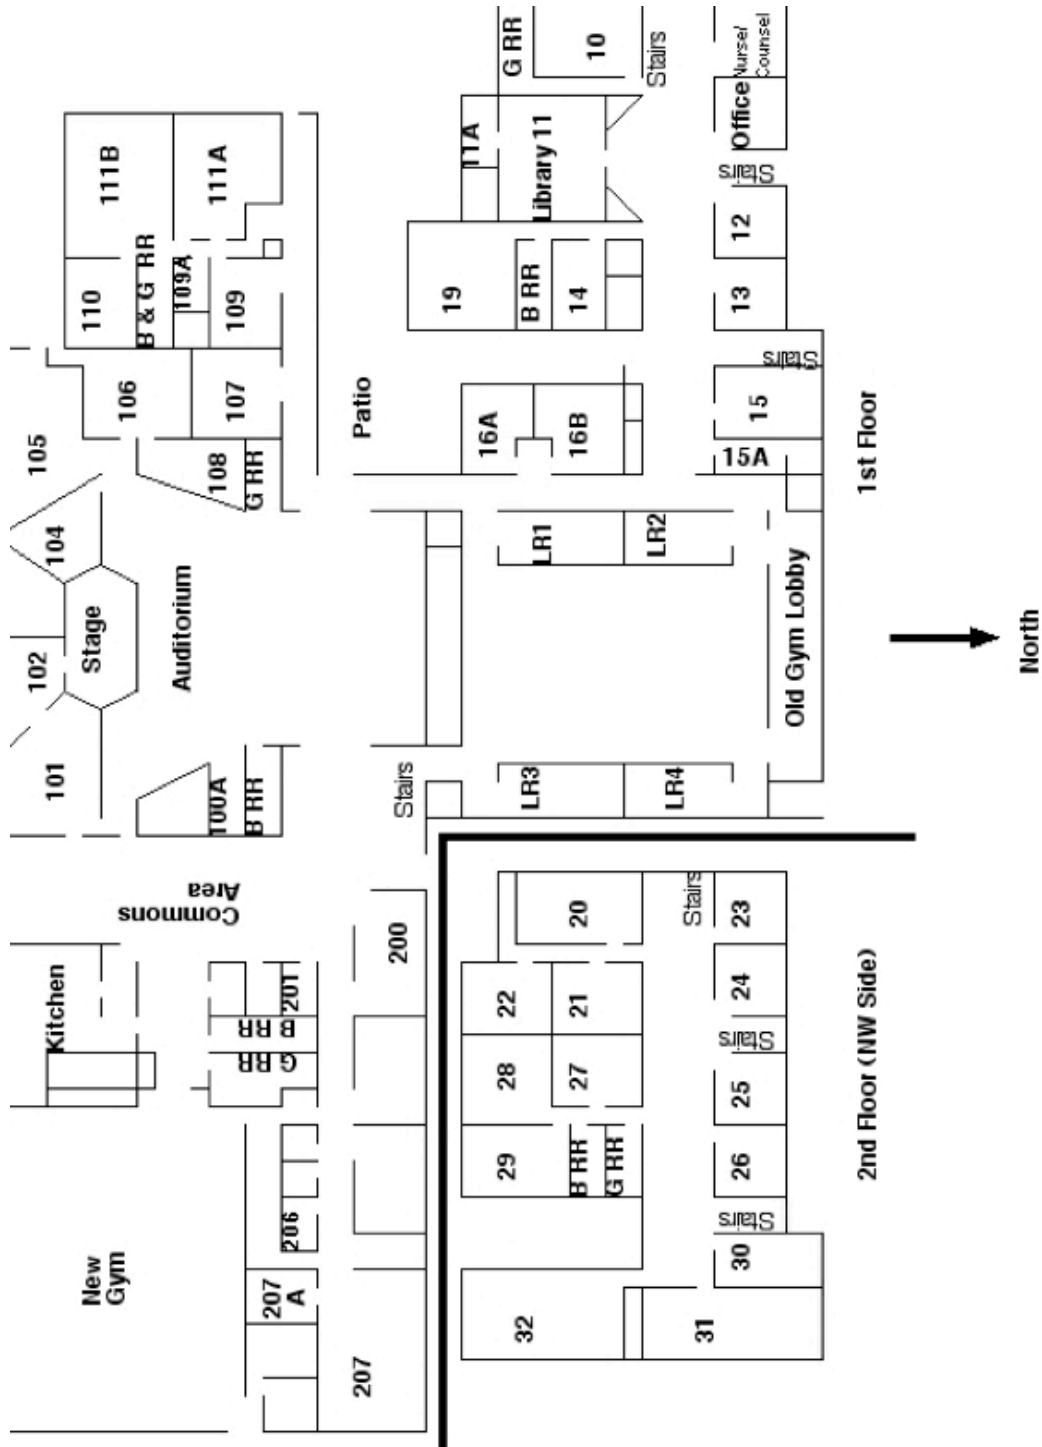 G RR
10
Stairs
Nurse/
Counsel
Office
111B
111A
11A
Library 11
Stairs
12
110
B & G RR
109A
109
19
B RR
14
13
Stairs
105
106
107
Patio
16A
16B
15
15A
1st Floor
108
G RR
104
LR1
LR2
Stage
Auditorium
Old Gym Lobby
102
North
101
100A
B RR
Stairs
LR3
LR4
Commons
Area
Kitchen
200
201
B RR
G RR
20
Stairs
23
22
21
24
Stairs
28
27
25
29
B RR
G RR
26
2nd Floor (NW Side)
Stairs
206
New
Gym
207
A
30
32
31
207